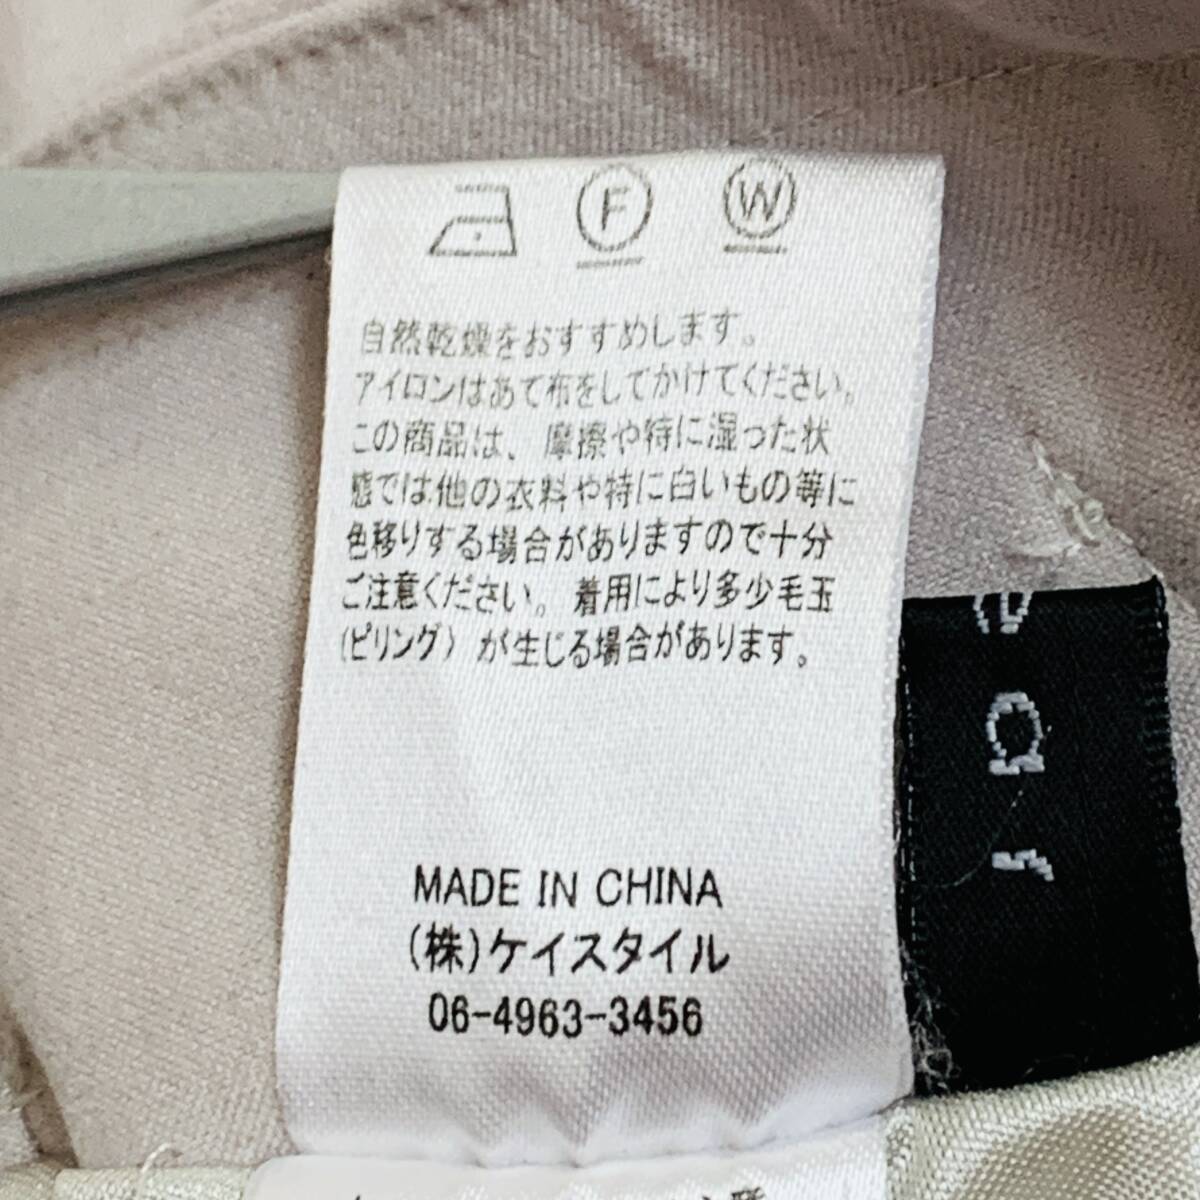 F W
自然乾燥をおすすめします。
アイロンはあて布をしてかけてください。
この商品は、摩擦や特に湿った状
態では他の衣料や特に白いもの等に
色移りする場合がありますので十分
ご注意ください。着用により多少毛玉
(ピリング)が生じる場合があります。
MADE IN CHINA
(株)ケイスタイル
06-4963-3456